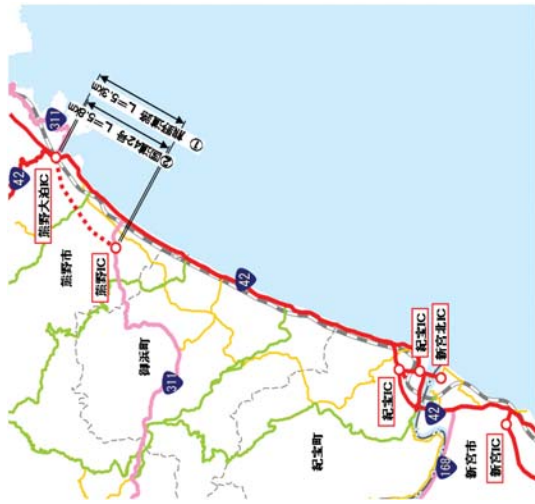 311
42
熊野大泊IC
①熊野道路 L=5.3km
②国道42号 L=5.8km
熊野市
熊野IC
御浜町
42
311
紀宝IC
紀宝IC
新宮北IC
紀宝町
42
168
新宮市
新宮IC